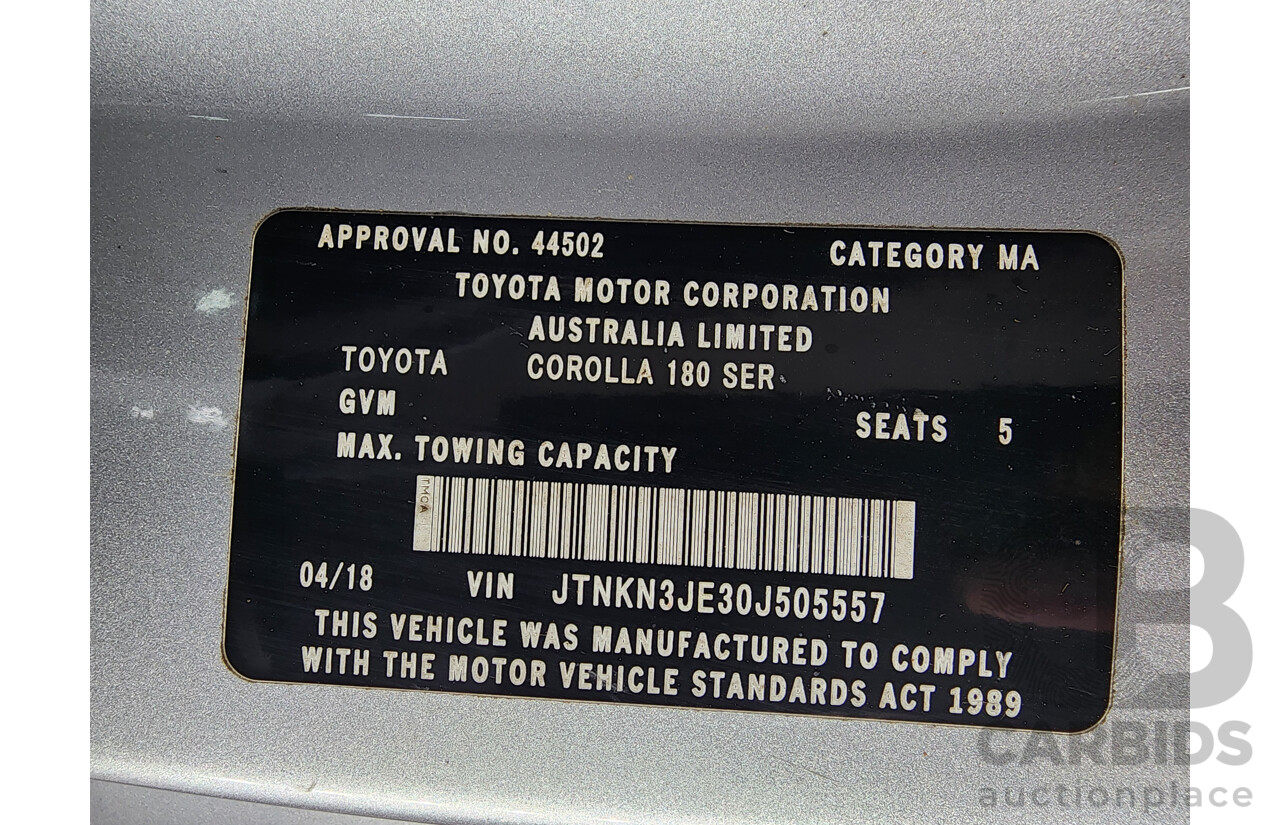 APPROVAL NO. 44502 CATEGORY MA
TOYOTA MOTOR CORPORATION
AUSTRALIA LIMITED
TOYOTA COROLLA 180 SER
GVM
SEATS 5
MAX. TOWING CAPACITY
TMCA
04/18 VIN JTNKN3JE30J505557
THIS VEHICLE WAS MANUFACTURED TO COMPLY
WITH THE MOTOR VEHICLE STANDARDS ACT 1989
B
CARBIDS
auctionplace